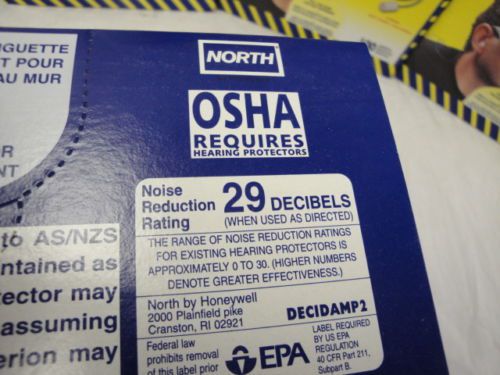 NGUETTE
T POUR
AU MUR
R
NT
NORTH
OSHA
REQUIRES
HEARING PROTECTORS
Noise
Reduction
Rating
29 DECIBELS
(WHEN USED AS DIRECTED)
THE RANGE OF NOISE REDUCTION RATINGS
FOR EXISTING HEARING PROTECTORS IS
APPROXIMATELY 0 TO 30. (HIGHER NUMBERS
DENOTE GREATER EFFECTIVENESS.)
North by Honeywell
2000 Plainfield pike
Cranston, RI 02921
DECIDAMP2
Federal law
prohibits removal
of this label prior
EPA
LABEL REQUIRED
BY US EPA
REGULATION
40 CFR Part 211,
Subpart B.
to AS/NZS
ntained as
tector may
assuming
erion may